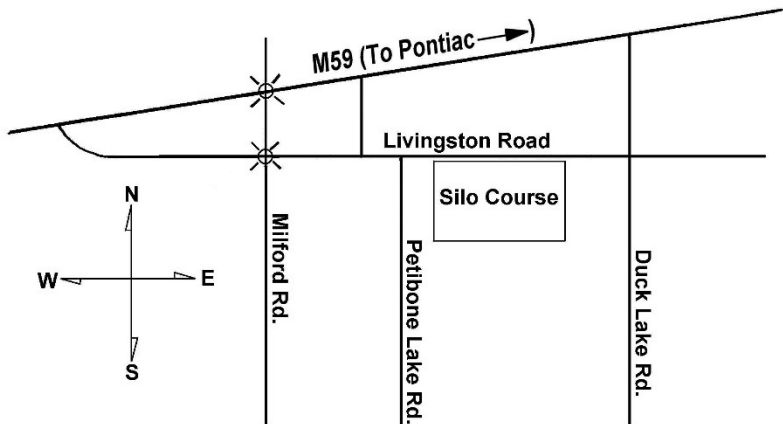 M59 (To Pontiac )
Livingston Road
Silo Course
N
W E
S
Milford Rd.
Petibone Lake Rd.
Duck Lake Rd.